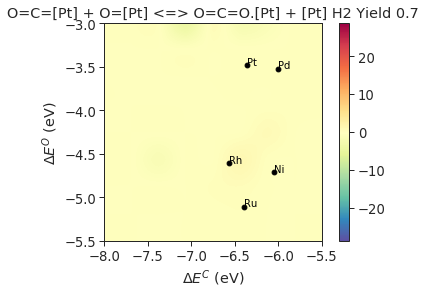 O=C=[Pt] + O=[Pt] <=> O=C=O.[Pt] + [Pt] H2 Yield 0.7
−3.0
−3.5
−4.0
−4.5
−5.0
−5.5
ΔE^O (eV)
Pt
Pd
Rh
Ni
Ru
−8.0 −7.5 −7.0 −6.5 −6.0 −5.5
ΔE^C (eV)
20
10
0
−10
−20